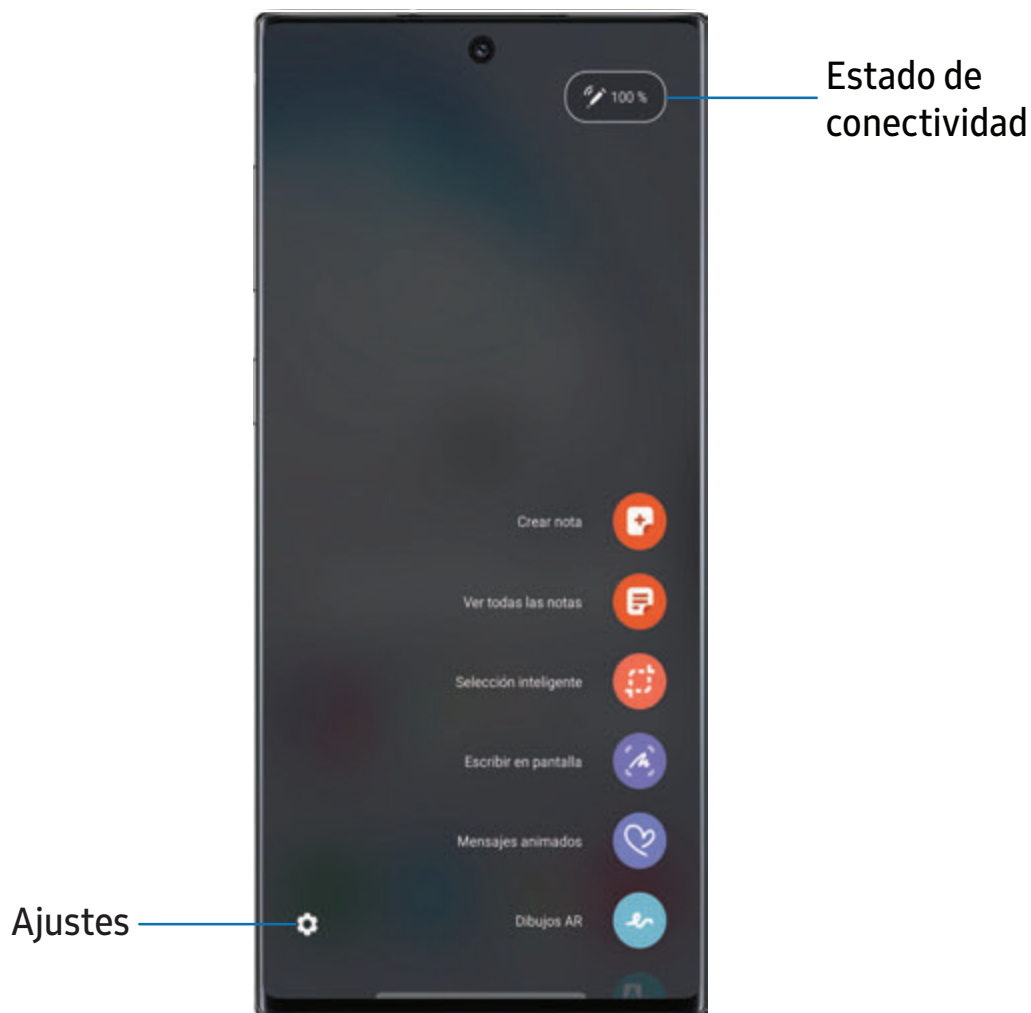 Estado de
conectividad
100 %
Crear nota
Ver todas las notas
Selección inteligente
Escribir en pantalla
Mensajes animados
Ajustes
Dibujos AR